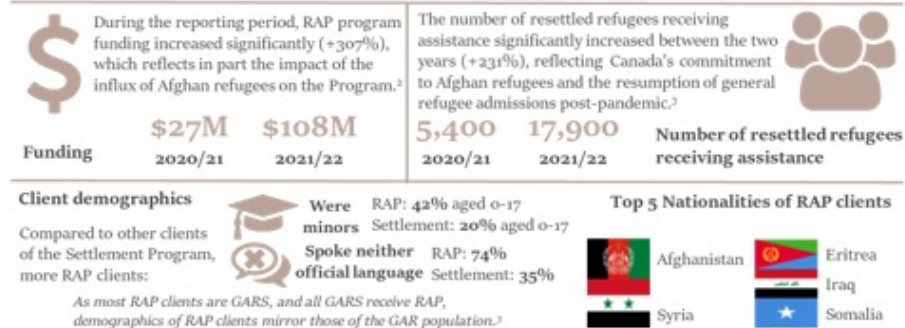 During the reporting period, RAP program
funding increased significantly (+307%),
which reflects in part the impact of the
influx of Afghan refugees on the Program.²
$27M $108M
Funding
2020/21 2021/22
The number of resettled refugees receiving
assistance significantly increased between the two
years (+231%), reflecting Canada's commitment
to Afghan refugees and the resumption of general
refugee admissions post-pandemic.³
5,400 17,900
2020/21 2021/22
Number of resettled refugees
receiving assistance
Client demographics
Compared to other clients
of the Settlement Program,
more RAP clients:
Were
minors
RAP: 42% aged 0-17
Settlement: 20% aged 0-17
Spoke neither
official language
RAP: 74%
Settlement: 35%
As most RAP clients are GARS, and all GARS receive RAP,
demographics of RAP clients mirror those of the GAR population.³
Top 5 Nationalities of RAP clients
Afghanistan
Syria
Eritrea
Iraq
Somalia